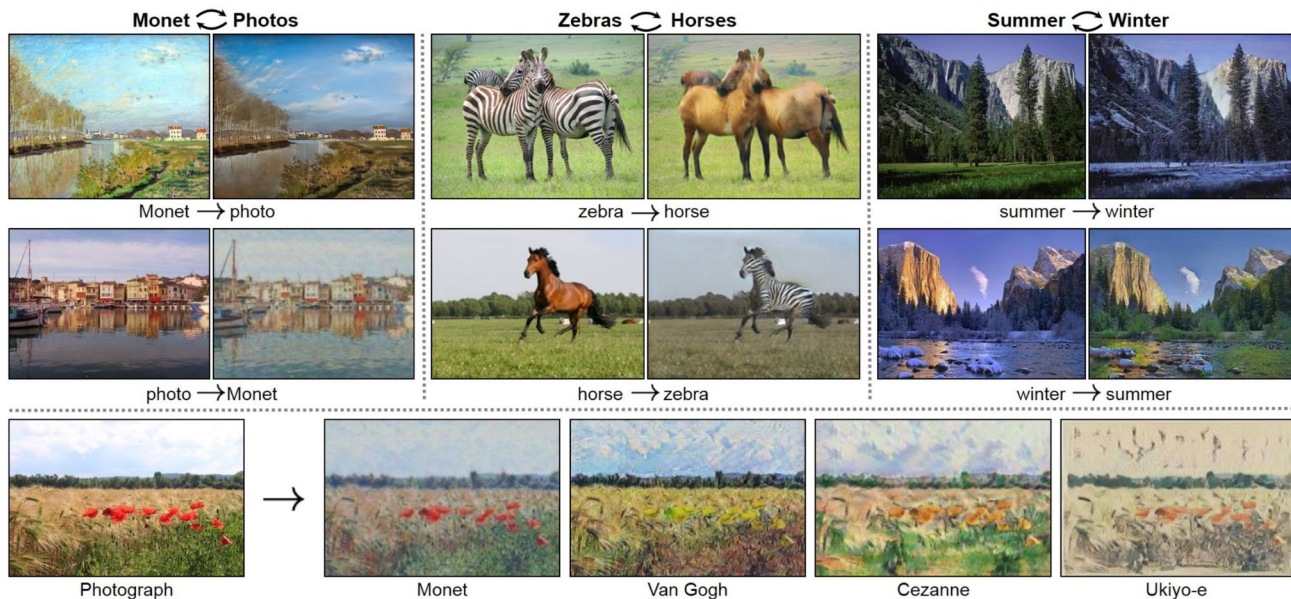 Monet Photos
Zebras Horses
Summer Winter
Monet → photo
zebra → horse
summer → winter
photo → Monet
horse → zebra
winter → summer
→
Photograph
Monet
Van Gogh
Cezanne
Ukiyo-e